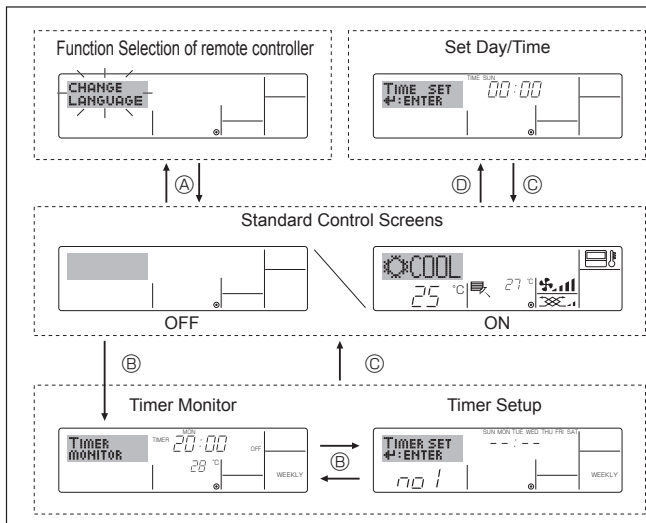 Function Selection of remote controller
CHANGE
LANGUAGE
Set Day/Time
TIME SUN
TIME SET 00:00
↵:ENTER
Ⓐ
Ⓓ
Ⓒ
Standard Control Screens
COOL
25 °C
27 °C
OFF
ON
Ⓑ
Ⓒ
Timer Monitor
MON
TIMER TIMER 20:00 OFF
MONITOR
28 °C
WEEKLY
Ⓑ
Timer Setup
SUN MON TUE WED THU FRI SAT
TIMER SET --:--
↵:ENTER
WEEKLY
no 1